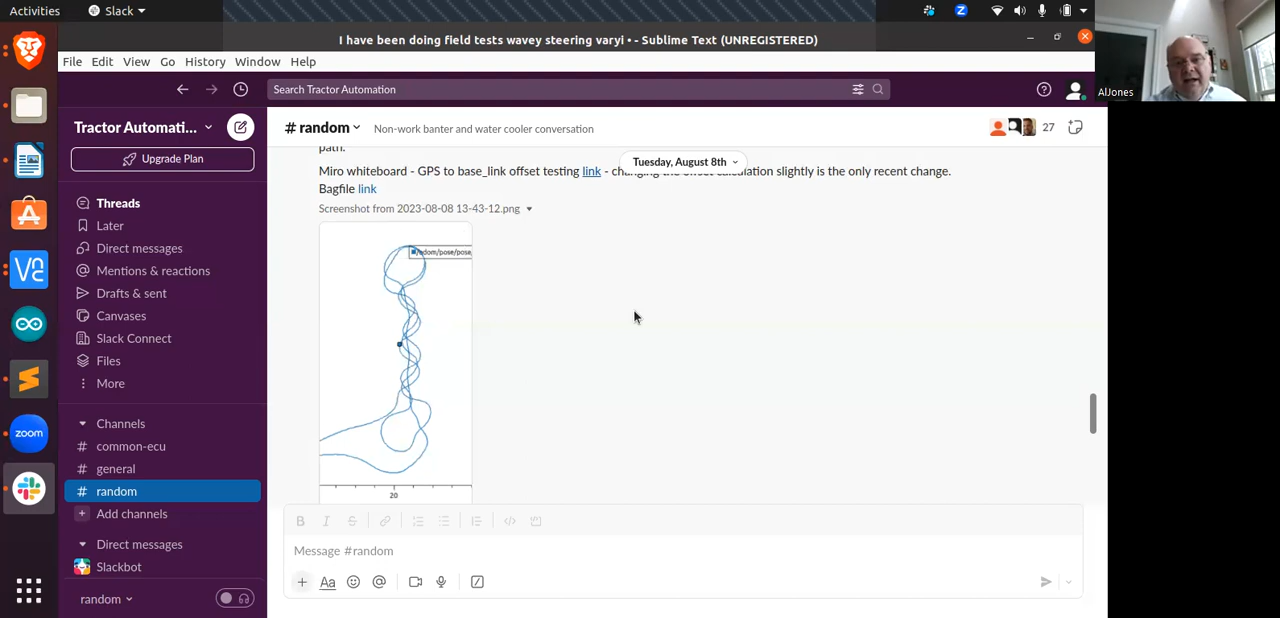 Activities
Slack
I have been doing field tests wavey steering varyi • - Sublime Text (UNREGISTERED)
AlJones
File Edit View Go History Window Help
Search Tractor Automation
Tractor Automati...
Upgrade Plan
Threads
Later
Direct messages
Mentions & reactions
Drafts & sent
Canvases
Slack Connect
Files
More
Channels
# common-ecu
# general
# random
+ Add channels
Direct messages
Slackbot
random
# random
Non-work banter and water cooler conversation
27
path.
Tuesday, August 8th
Miro whiteboard - GPS to base_link offset testing link - changing the offset calculation slightly is the only recent change.
Bagfile link
Screenshot from 2023-08-08 13-43-12.png
/odom/pose/pose
20
Message #random
Aa
zoom